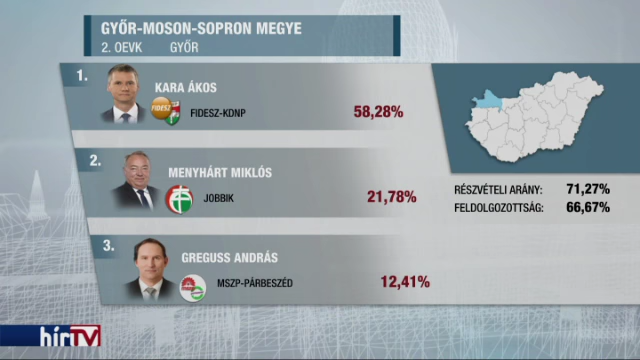 GYŐR-MOSON-SOPRON MEGYE
2. OEVK GYŐR
1.
KARA ÁKOS
FIDESZ
FIDESZ-KDNP
58,28%
2.
MENYHÁRT MIKLÓS
JOBBIK
21,78%
RÉSZVÉTELI ARÁNY: 71,27%
FELDOLGOZOTTSÁG: 66,67%
3.
GREGUSS ANDRÁS
MSZP-PÁRBESZÉD
12,41%
hírTV